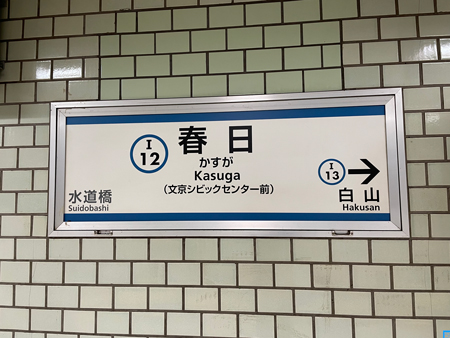 I
12
春日
かすが
Kasuga
(文京シビックセンター前)
水道橋
Suidobashi
I
13
白山
Hakusan